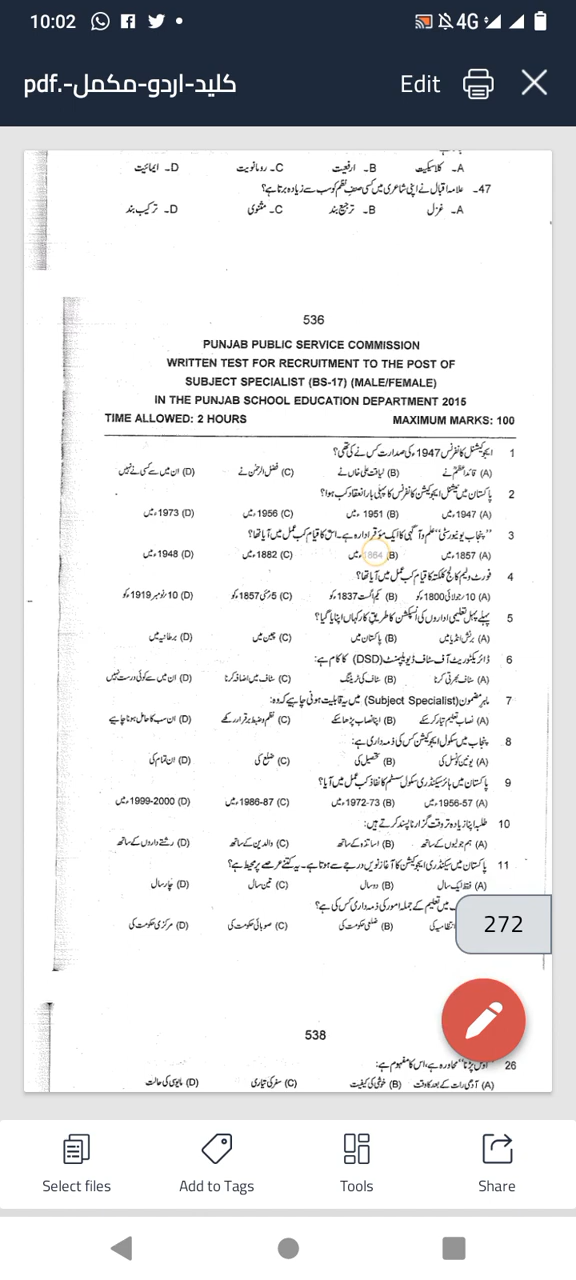 10:02 4G
کلید-اردو-مکمل-.pdf Edit
A۔ کلاسیکیت B۔ ارفعیت C۔ رومانویت D۔ ایمائیت
47۔ علامہ اقبال نے اپنی شاعری میں کسی صنفِ نظم کو سب سے زیادہ برتا ہے؟
A۔ غزل B۔ ترجیع بند C۔ مثنوی D۔ ترکیب بند
536
PUNJAB PUBLIC SERVICE COMMISSION
WRITTEN TEST FOR RECRUITMENT TO THE POST OF
SUBJECT SPECIALIST (BS-17) (MALE/FEMALE)
IN THE PUNJAB SCHOOL EDUCATION DEPARTMENT 2015
TIME ALLOWED: 2 HOURS MAXIMUM MARKS: 100
1 ایجوکیشنل کانفرنس 1947ء کی صدارت کس نے کی تھی؟
(A) قائداعظم نے (B) لیاقت علی خاں نے (C) فضل الرحمٰن نے (D) ان میں سے کسی نے نہیں
2 پاکستان میں نیشنل ایجوکیشن کانفرنس کا پہلی بار انعقاد کب ہوا؟
(A) 1947ء میں (B) 1951ء میں (C) 1956ء میں (D) 1973ء میں
3 "پنجاب یونیورسٹی" علم و آگہی کا ایک مؤقر ادارہ ہے۔ اس کا قیام کب عمل میں آیا تھا؟
(A) 1857ء میں (B) 1864ء میں (C) 1882ء میں (D) 1948ء میں
4 فورٹ ولیم کالج کلکتہ کا قیام کب عمل میں آیا تھا؟
(A) 10 جولائی 1800ء کو (B) یکم اگست 1837ء کو (C) 5 مئی 1857ء کو (D) 10 نومبر 1919ء کو
5 پہلے پہل تعلیمی اداروں کی انسپکشن کا طریق کار کہاں اپنایا گیا؟
(A) برٹش انڈیا میں (B) پاکستان میں (C) چین میں (D) برطانیہ میں
6 ڈائریکٹوریٹ آف سٹاف ڈیویلپمنٹ (DSD) کا کام ہے:
(A) سٹاف بھرتی کرنا (B) سٹاف کی ٹریننگ (C) سٹاف میں اضافہ کرنا (D) ان میں سے کوئی درست نہیں
7 ماہر مضمون (Subject Specialist) میں یہ قابلیت ہونی چاہیے کہ وہ:
(A) نصاب تعلیم تیار کر سکے (B) اپنا نصاب پڑھا سکے (C) نظم و ضبط برقرار رکھے (D) ان سب کا حامل ہونا چاہیے
8 پنجاب میں سکول ایجوکیشن کس کی ذمہ داری ہے:
(A) یونین کونسل کی (B) تحصیل کی (C) ضلع کی (D) ان تمام کی
9 پاکستان میں ہائر سیکنڈری سکول سسٹم کا نفاذ کب عمل میں آیا؟
(A) 1956-57ء میں (B) 1972-73ء میں (C) 1986-87ء میں (D) 1999-2000ء میں
10 طلبہ اپنا زیادہ تر وقت گزارنا پسند کرتے ہیں:
(A) ہم جولیوں کے ساتھ (B) اساتذہ کے ساتھ (C) والدین کے ساتھ (D) رشتے داروں کے ساتھ
11 پاکستان میں سیکنڈری ایجوکیشن کا آغاز نویں درجے سے ہوتا ہے۔ یہ کتنے عرصے پر محیط ہے؟
(A) فقط ایک سال (B) دو سال (C) تین سال (D) چار سال
میں تعلیم کے جملہ امور کی ذمہ داری کس کی ہے؟
انتظامیہ کی (B) ضلعی حکومت کی (C) صوبائی حکومت کی (D) مرکزی حکومت کی
272
538
26 "اوس پڑنا" محاورہ ہے، اس کا مفہوم ہے:
(A) آدھی رات کے بعد کا وقت (B) خوشی کی کیفیت (C) سفر کی تیاری (D) مایوسی کی حالت
Select files Add to Tags Tools Share